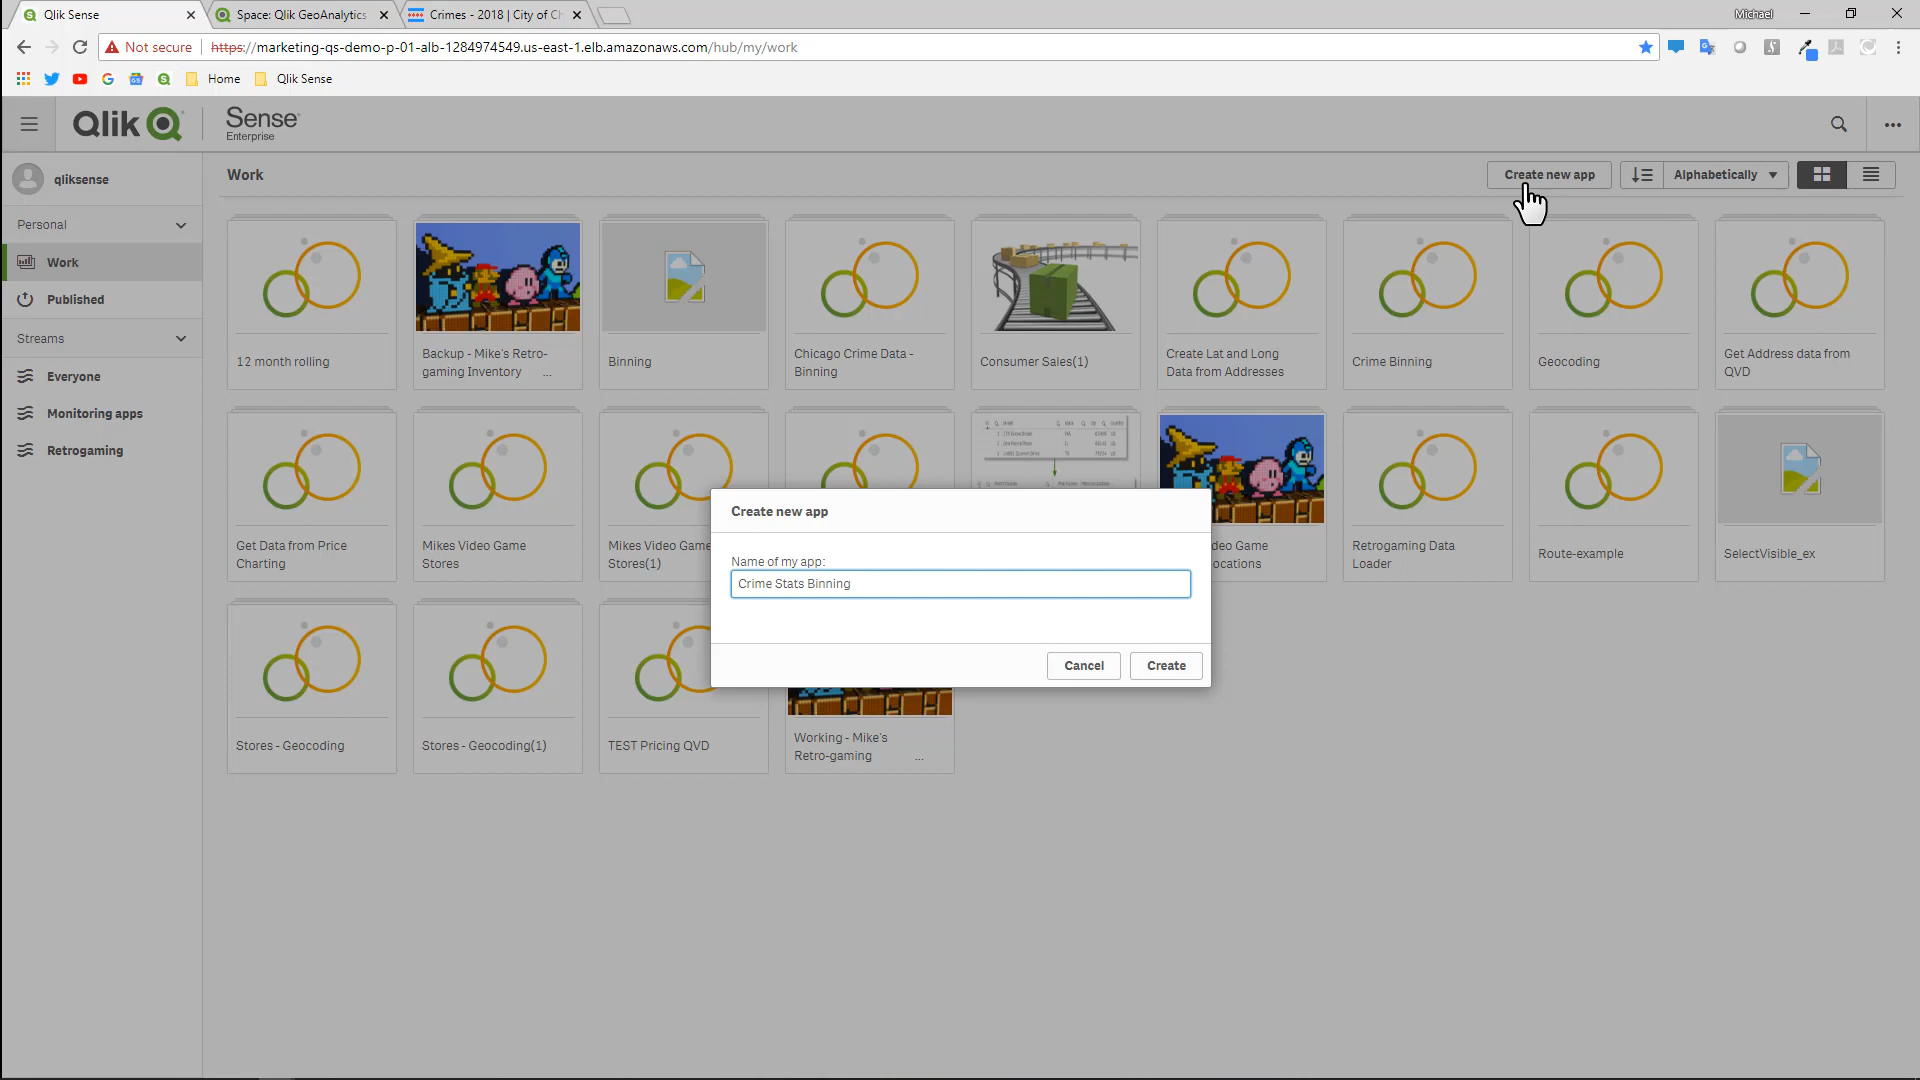 Qlik Sense
Space: Qlik GeoAnalytics
Crimes - 2018 | City of Ch
Michael
Not secure
https://marketing-qs-demo-p-01-alb-1284974549.us-east-1.elb.amazonaws.com/hub/my/work
Home
Qlik Sense
Qlik
Sense
Enterprise
qliksense
Work
Create new app
Alphabetically
Personal
Work
Published
Streams
Everyone
Monitoring apps
Retrogaming
12 month rolling
Backup - Mike's Retro-
gaming Inventory ...
Binning
Chicago Crime Data -
Binning
Consumer Sales(1)
Create Lat and Long
Data from Addresses
Crime Binning
Geocoding
Get Address data from
QVD
Get Data from Price
Charting
Mikes Video Game
Stores
Mikes Video Game
Stores(1)
deo Game
ocations
Retrogaming Data
Loader
Route-example
SelectVisible_ex
Create new app
Name of my app:
Crime Stats Binning
Cancel
Create
Stores - Geocoding
Stores - Geocoding(1)
TEST Pricing QVD
Working - Mike's
Retro-gaming ...